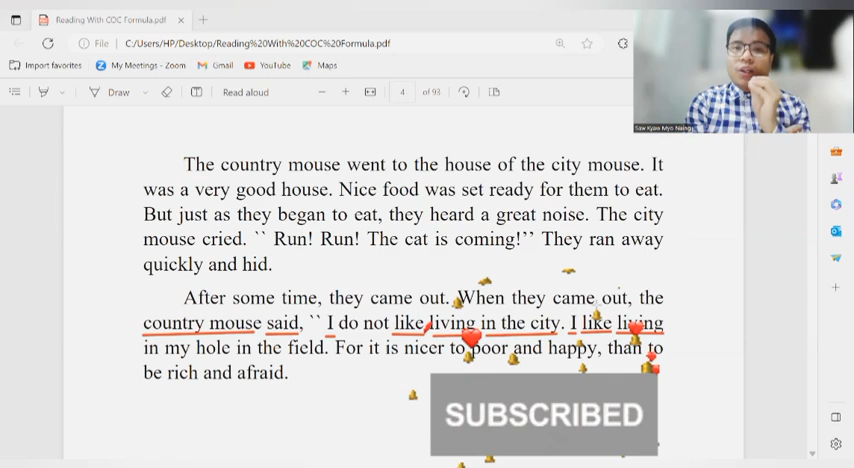 Reading With COC Formula.pdf
File
C:/Users/HP/Desktop/Reading%20With%20COC%20Formula.pdf
Import favorites My Meetings - Zoom Gmail YouTube Maps
Draw Read aloud 4 of 93
Saw Kyaw Myo Naing
The country mouse went to the house of the city mouse. It
was a very good house. Nice food was set ready for them to eat.
But just as they began to eat, they heard a great noise. The city
mouse cried. `` Run! Run! The cat is coming!’’ They ran away
quickly and hid.
After some time, they came out. When they came out, the
country mouse said, `` I do not like living in the city. I like living
in my hole in the field. For it is nicer to poor and happy, than to
be rich and afraid.
SUBSCRIBED